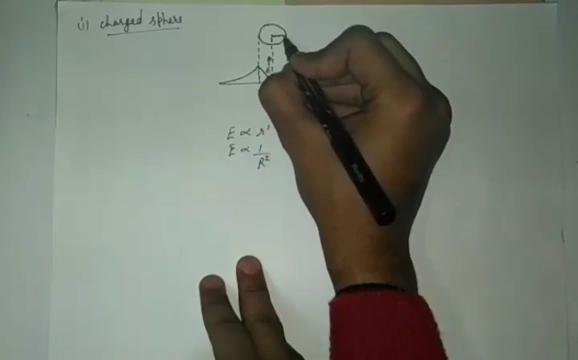 ii) charged sphere
E ∝ r¹
E ∝ 1/R²